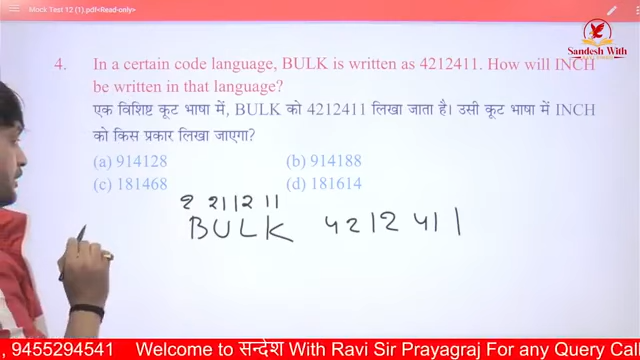 Mock Test 12 (1).pdf<Read-only>
Sandesh With
4. In a certain code language, BULK is written as 4212411. How will INCH
be written in that language?
एक विशिष्ट कूट भाषा में, BULK को 4212411 लिखा जाता है। उसी कूट भाषा में INCH
को किस प्रकार लिखा जाएगा?
(a) 914128 (b) 914188
(c) 181468 (d) 181614
2 21 12 11
BULK 4212411
, 9455294541 Welcome to सन्देश With Ravi Sir Prayagraj For any Query Cal